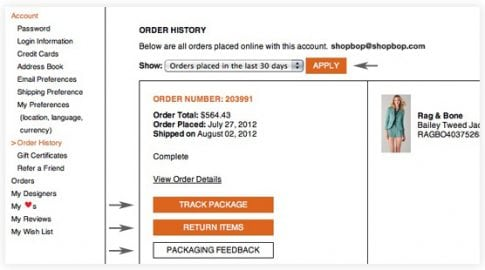 Account
Password
Login Information
Credit Cards
Address Book
Email Preferences
Shipping Preference
My Preferences
(location, language,
currency)
> Order History
Gift Certificates
Refer a Friend
Orders
My Designers
My ♥s
My Reviews
My Wish List
ORDER HISTORY
Below are all orders placed online with this account. shopbop@shopbop.com
Show: Orders placed in the last 30 days APPLY
ORDER NUMBER: 203991
Order Total: $564.43
Order Placed: July 27, 2012
Shipped on August 02, 2012
Complete
View Order Details
TRACK PACKAGE
RETURN ITEMS
PACKAGING FEEDBACK
Rag & Bone
Bailey Tweed Jac
RAGBO4037526